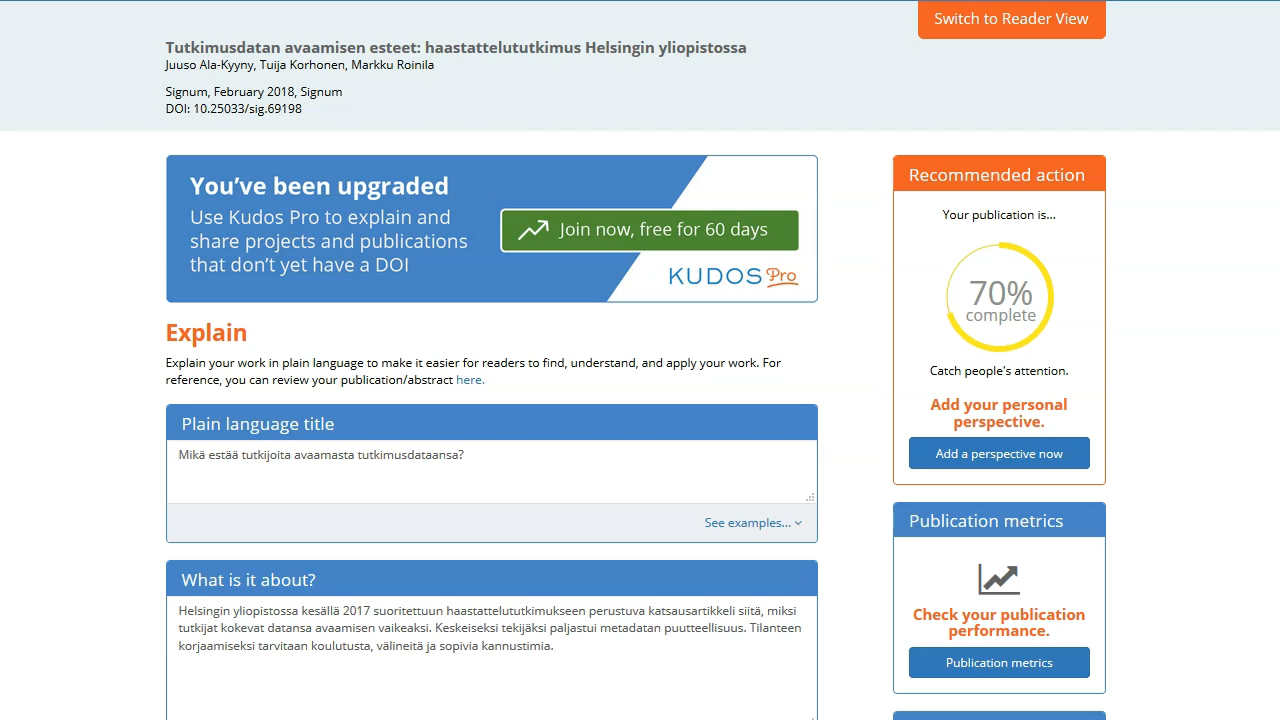 Switch to Reader View
Tutkimusdatan avaamisen esteet: haastattelututkimus Helsingin yliopistossa
Juuso Ala-Kyyny, Tuija Korhonen, Markku Roinila
Signum, February 2018, Signum
DOI: 10.25033/sig.69198
You've been upgraded
Use Kudos Pro to explain and
share projects and publications
that don't yet have a DOI
Join now, free for 60 days
KUDOS Pro
Explain
Explain your work in plain language to make it easier for readers to find, understand, and apply your work. For
reference, you can review your publication/abstract here.
Plain language title
Mikä estää tutkijoita avaamasta tutkimusdataansa?
See examples...
What is it about?
Helsingin yliopistossa kesällä 2017 suoritettuun haastattelututkimukseen perustuva katsausartikkeli siitä, miksi
tutkijat kokevat datansa avaamisen vaikeaksi. Keskeiseksi tekijäksi paljastui metadatan puutteellisuus. Tilanteen
korjaamiseksi tarvitaan koulutusta, välineitä ja sopivia kannustimia.
Recommended action
Your publication is...
70%
complete
Catch people's attention.
Add your personal
perspective.
Add a perspective now
Publication metrics
Check your publication
performance.
Publication metrics